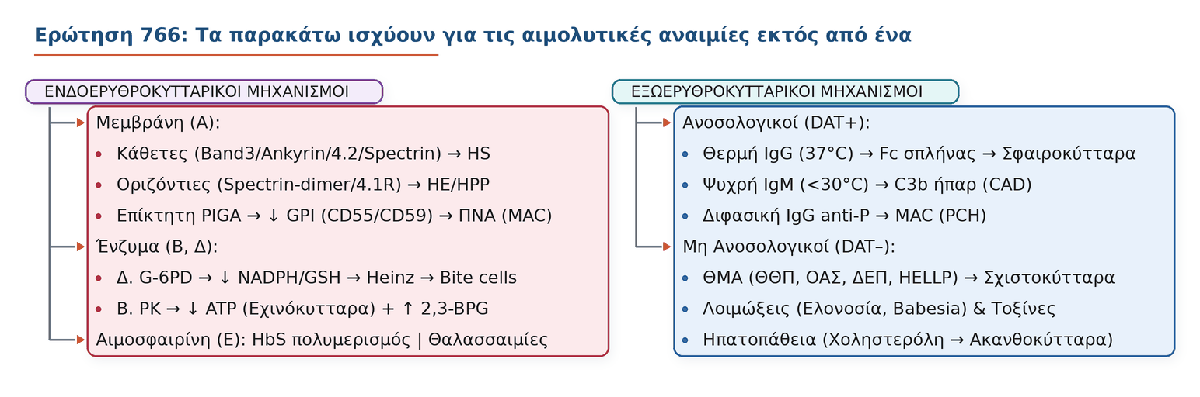 Ερώτηση 766: Τα παρακάτω ισχύουν για τις αιμολυτικές αναιμίες εκτός από ένα
ΕΝΔΟΕΡΥΘΡΟΚΥΤΤΑΡΙΚΟΙ ΜΗΧΑΝΙΣΜΟΙ
Μεμβράνη (Α):
• Κάθετες (Band3/Ankyrin/4.2/Spectrin) → HS
• Οριζόντιες (Spectrin-dimer/4.1R) → HE/HPP
• Επίκτητη PIGA → ↓ GPI (CD55/CD59) → ΠΝΑ (MAC)
Ένζυμα (Β, Δ):
• Δ. G-6PD → ↓ NADPH/GSH → Heinz → Bite cells
• Β. PK → ↓ ATP (Εχινόκυτταρα) + ↑ 2,3-BPG
Αιμοσφαιρίνη (Ε): HbS πολυμερισμός | Θαλασσαιμίες
ΕΞΩΕΡΥΘΡΟΚΥΤΤΑΡΙΚΟΙ ΜΗΧΑΝΙΣΜΟΙ
Ανοσολογικοί (DAT+):
• Θερμή IgG (37°C) → Fc σπλήνας → Σφαιροκύτταρα
• Ψυχρή IgM (<30°C) → C3b ήπαρ (CAD)
• Διφασική IgG anti-P → MAC (PCH)
Μη Ανοσολογικοί (DAT–):
• ΘΜΑ (ΘΘΠ, ΟΑΣ, ΔΕΠ, HELLP) → Σχιστοκύτταρα
• Λοιμώξεις (Ελονοσία, Babesia) & Τοξίνες
• Ηπατοπάθεια (Χοληστερόλη → Ακανθοκύτταρα)